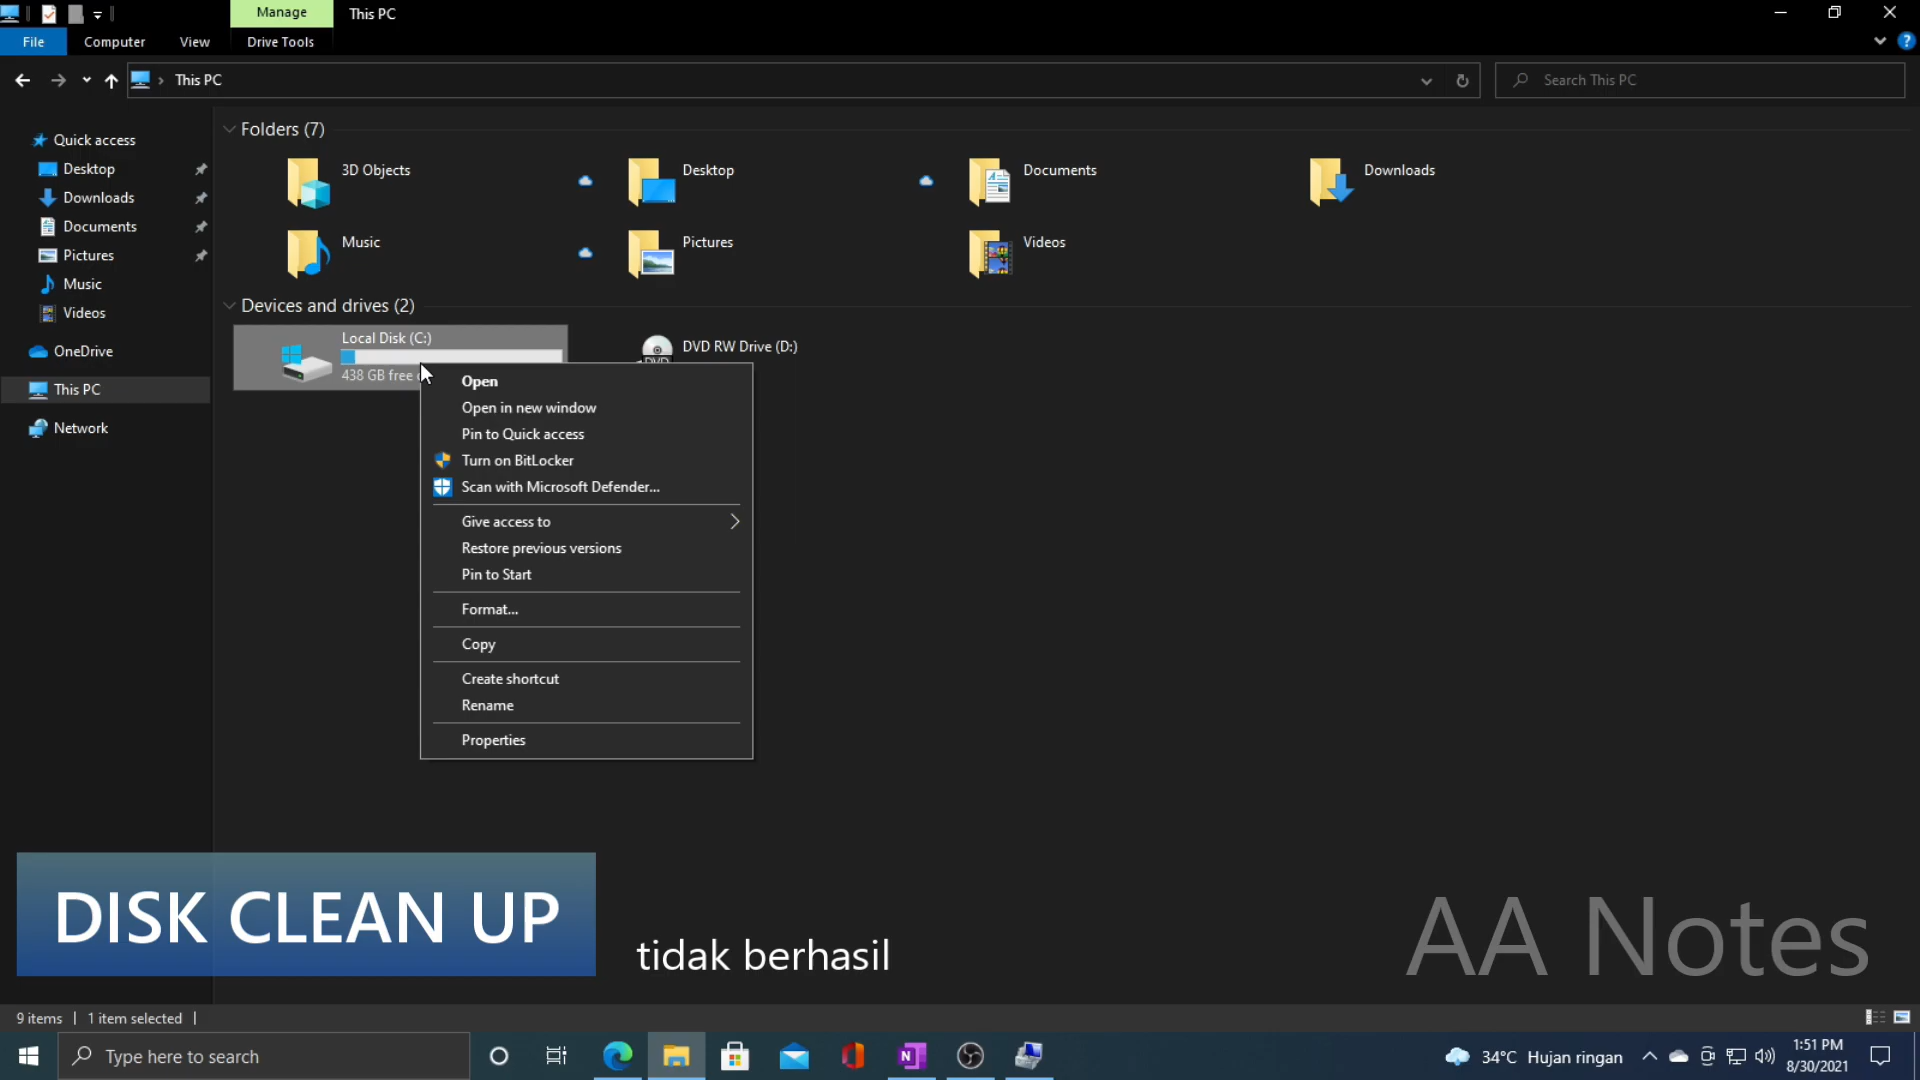 Manage
This PC
File
Computer
View
Drive Tools
This PC
Search This PC
Quick access
Desktop
Downloads
Documents
Pictures
Music
Videos
OneDrive
This PC
Network
Folders (7)
3D Objects
Desktop
Documents
Downloads
Music
Pictures
Videos
Devices and drives (2)
Local Disk (C:)
438 GB free
DVD RW Drive (D:)
DVD
Open
Open in new window
Pin to Quick access
Turn on BitLocker
Scan with Microsoft Defender...
Give access to
Restore previous versions
Pin to Start
Format...
Copy
Create shortcut
Rename
Properties
DISK CLEAN UP
tidak berhasil
AA Notes
9 items
1 item selected
Type here to search
34°C Hujan ringan
1:51 PM
8/30/2021